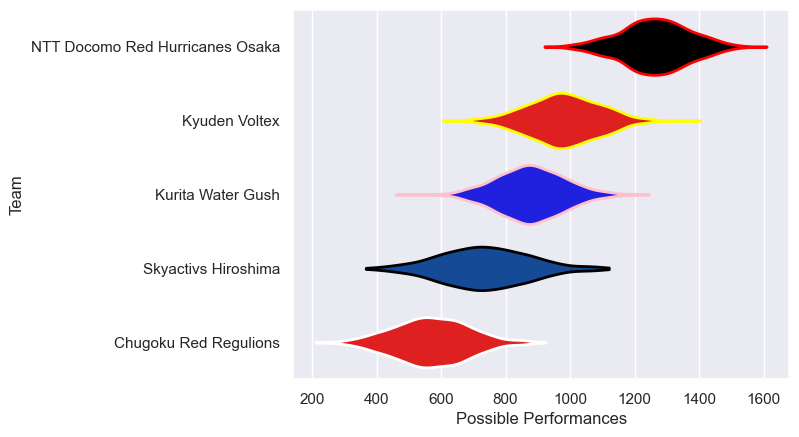 NTT Docomo Red Hurricanes Osaka
Kyuden Voltex
Kurita Water Gush
Skyactivs Hiroshima
Chugoku Red Regulions
Team
200 400 600 800 1000 1200 1400 1600
Possible Performances